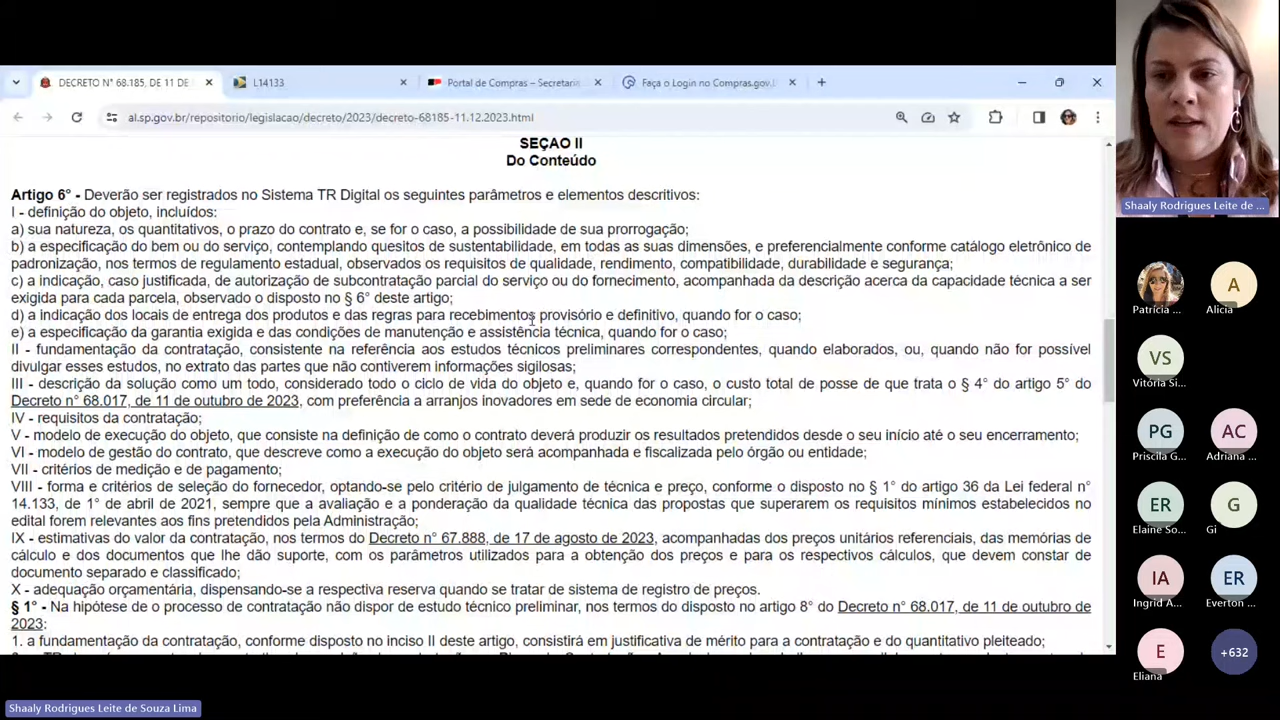 DECRETO N° 68.185, DE 11 DE
L14133
Portal de Compras – Secretaria
Faça o Login no Compras.gov.b
al.sp.gov.br/repositorio/legislacao/decreto/2023/decreto-68185-11.12.2023.html
SEÇÃO II
Do Conteúdo
Artigo 6° - Deverão ser registrados no Sistema TR Digital os seguintes parâmetros e elementos descritivos:
I - definição do objeto, incluídos:
a) sua natureza, os quantitativos, o prazo do contrato e, se for o caso, a possibilidade de sua prorrogação;
b) a especificação do bem ou do serviço, contemplando quesitos de sustentabilidade, em todas as suas dimensões, e preferencialmente conforme catálogo eletrônico de
padronização, nos termos de regulamento estadual, observados os requisitos de qualidade, rendimento, compatibilidade, durabilidade e segurança;
c) a indicação, caso justificada, de autorização de subcontratação parcial do serviço ou do fornecimento, acompanhada da descrição acerca da capacidade técnica a ser
exigida para cada parcela, observado o disposto no § 6° deste artigo;
d) a indicação dos locais de entrega dos produtos e das regras para recebimentos provisório e definitivo, quando for o caso;
e) a especificação da garantia exigida e das condições de manutenção e assistência técnica, quando for o caso;
II - fundamentação da contratação, consistente na referência aos estudos técnicos preliminares correspondentes, quando elaborados, ou, quando não for possível
divulgar esses estudos, no extrato das partes que não contiverem informações sigilosas;
III - descrição da solução como um todo, considerado todo o ciclo de vida do objeto e, quando for o caso, o custo total de posse de que trata o § 4° do artigo 5° do
Decreto n° 68.017, de 11 de outubro de 2023, com preferência a arranjos inovadores em sede de economia circular;
IV - requisitos da contratação;
V - modelo de execução do objeto, que consiste na definição de como o contrato deverá produzir os resultados pretendidos desde o seu início até o seu encerramento;
VI - modelo de gestão do contrato, que descreve como a execução do objeto será acompanhada e fiscalizada pelo órgão ou entidade;
VII - critérios de medição e de pagamento;
VIII - forma e critérios de seleção do fornecedor, optando-se pelo critério de julgamento de técnica e preço, conforme o disposto no § 1° do artigo 36 da Lei federal n°
14.133, de 1° de abril de 2021, sempre que a avaliação e a ponderação da qualidade técnica das propostas que superarem os requisitos mínimos estabelecidos no
edital forem relevantes aos fins pretendidos pela Administração;
IX - estimativas do valor da contratação, nos termos do Decreto n° 67.888, de 17 de agosto de 2023, acompanhadas dos preços unitários referenciais, das memórias de
cálculo e dos documentos que lhe dão suporte, com os parâmetros utilizados para a obtenção dos preços e para os respectivos cálculos, que devem constar de
documento separado e classificado;
X - adequação orçamentária, dispensando-se a respectiva reserva quando se tratar de sistema de registro de preços.
§ 1° - Na hipótese de o processo de contratação não dispor de estudo técnico preliminar, nos termos do disposto no artigo 8° do Decreto n° 68.017, de 11 de outubro de
2023:
1. a fundamentação da contratação, conforme disposto no inciso II deste artigo, consistirá em justificativa de mérito para a contratação e do quantitativo pleiteado;
Shaaly Rodrigues Leite de ...
Patrícia ...
A
Alicia
VS
Vitória Si...
PG
Priscila G...
AC
Adriana ...
ER
Elaine So...
G
Gi
IA
Ingrid A...
ER
Everton ...
E
Eliana
+632
Shaaly Rodrigues Leite de Souza Lima